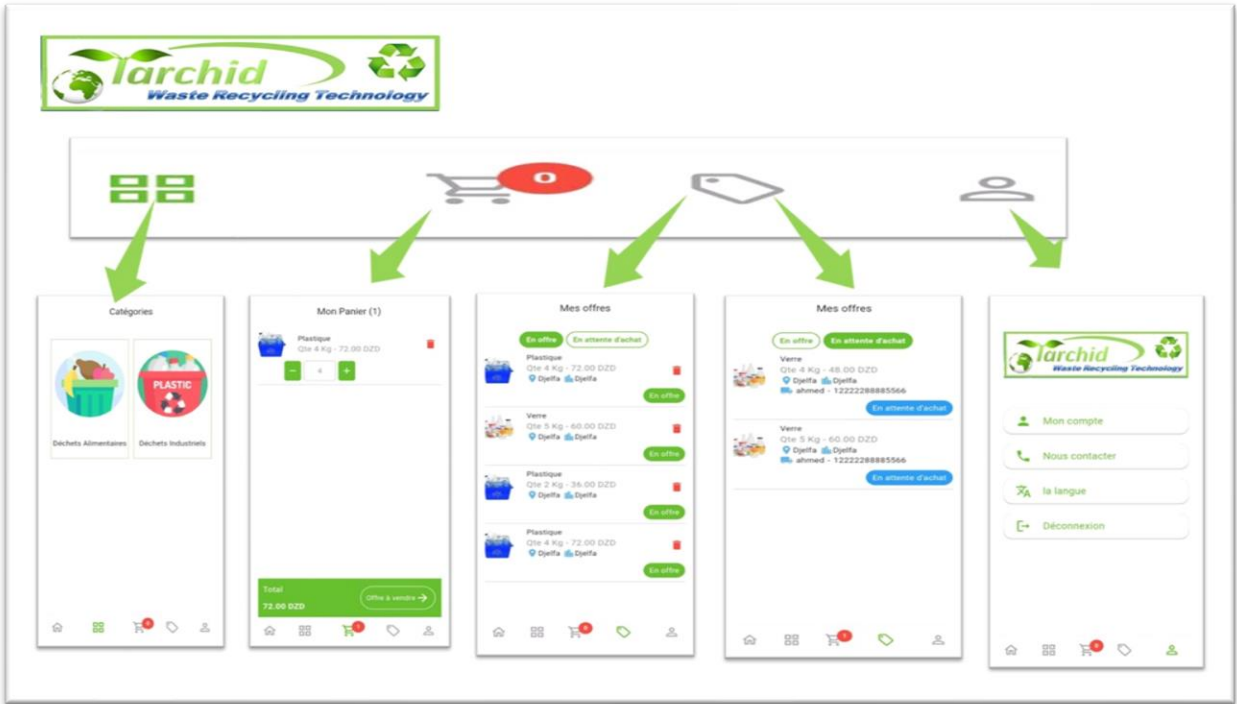 Tarchid
Waste Recycling Technology
0
Catégories
PLASTIC
Déchets Alimentaires
Déchets Industriels
Mon Panier (1)
Plastique
Qte 4 Kg - 72.00 DZD
-
4
+
Total
72.00 DZD
Offre à vendre →
1
Mes offres
En offre
En attente d'achat
Plastique
Qte 4 Kg - 72.00 DZD
Djelfa Djelfa
En offre
Verre
Qte 5 Kg - 60.00 DZD
Djelfa Djelfa
En offre
Plastique
Qte 2 Kg - 36.00 DZD
Djelfa Djelfa
En offre
Plastique
Qte 4 Kg - 72.00 DZD
Djelfa Djelfa
En offre
Mes offres
En offre
En attente d'achat
Verre
Qte 4 Kg - 48.00 DZD
Djelfa Djelfa
ahmed - 12222288885566
En attente d'achat
Verre
Qte 5 Kg - 60.00 DZD
Djelfa Djelfa
ahmed - 12222288885566
En attente d'achat
Tarchid
Waste Recycling Technology
Mon compte
Nous contacter
la langue
Déconnexion